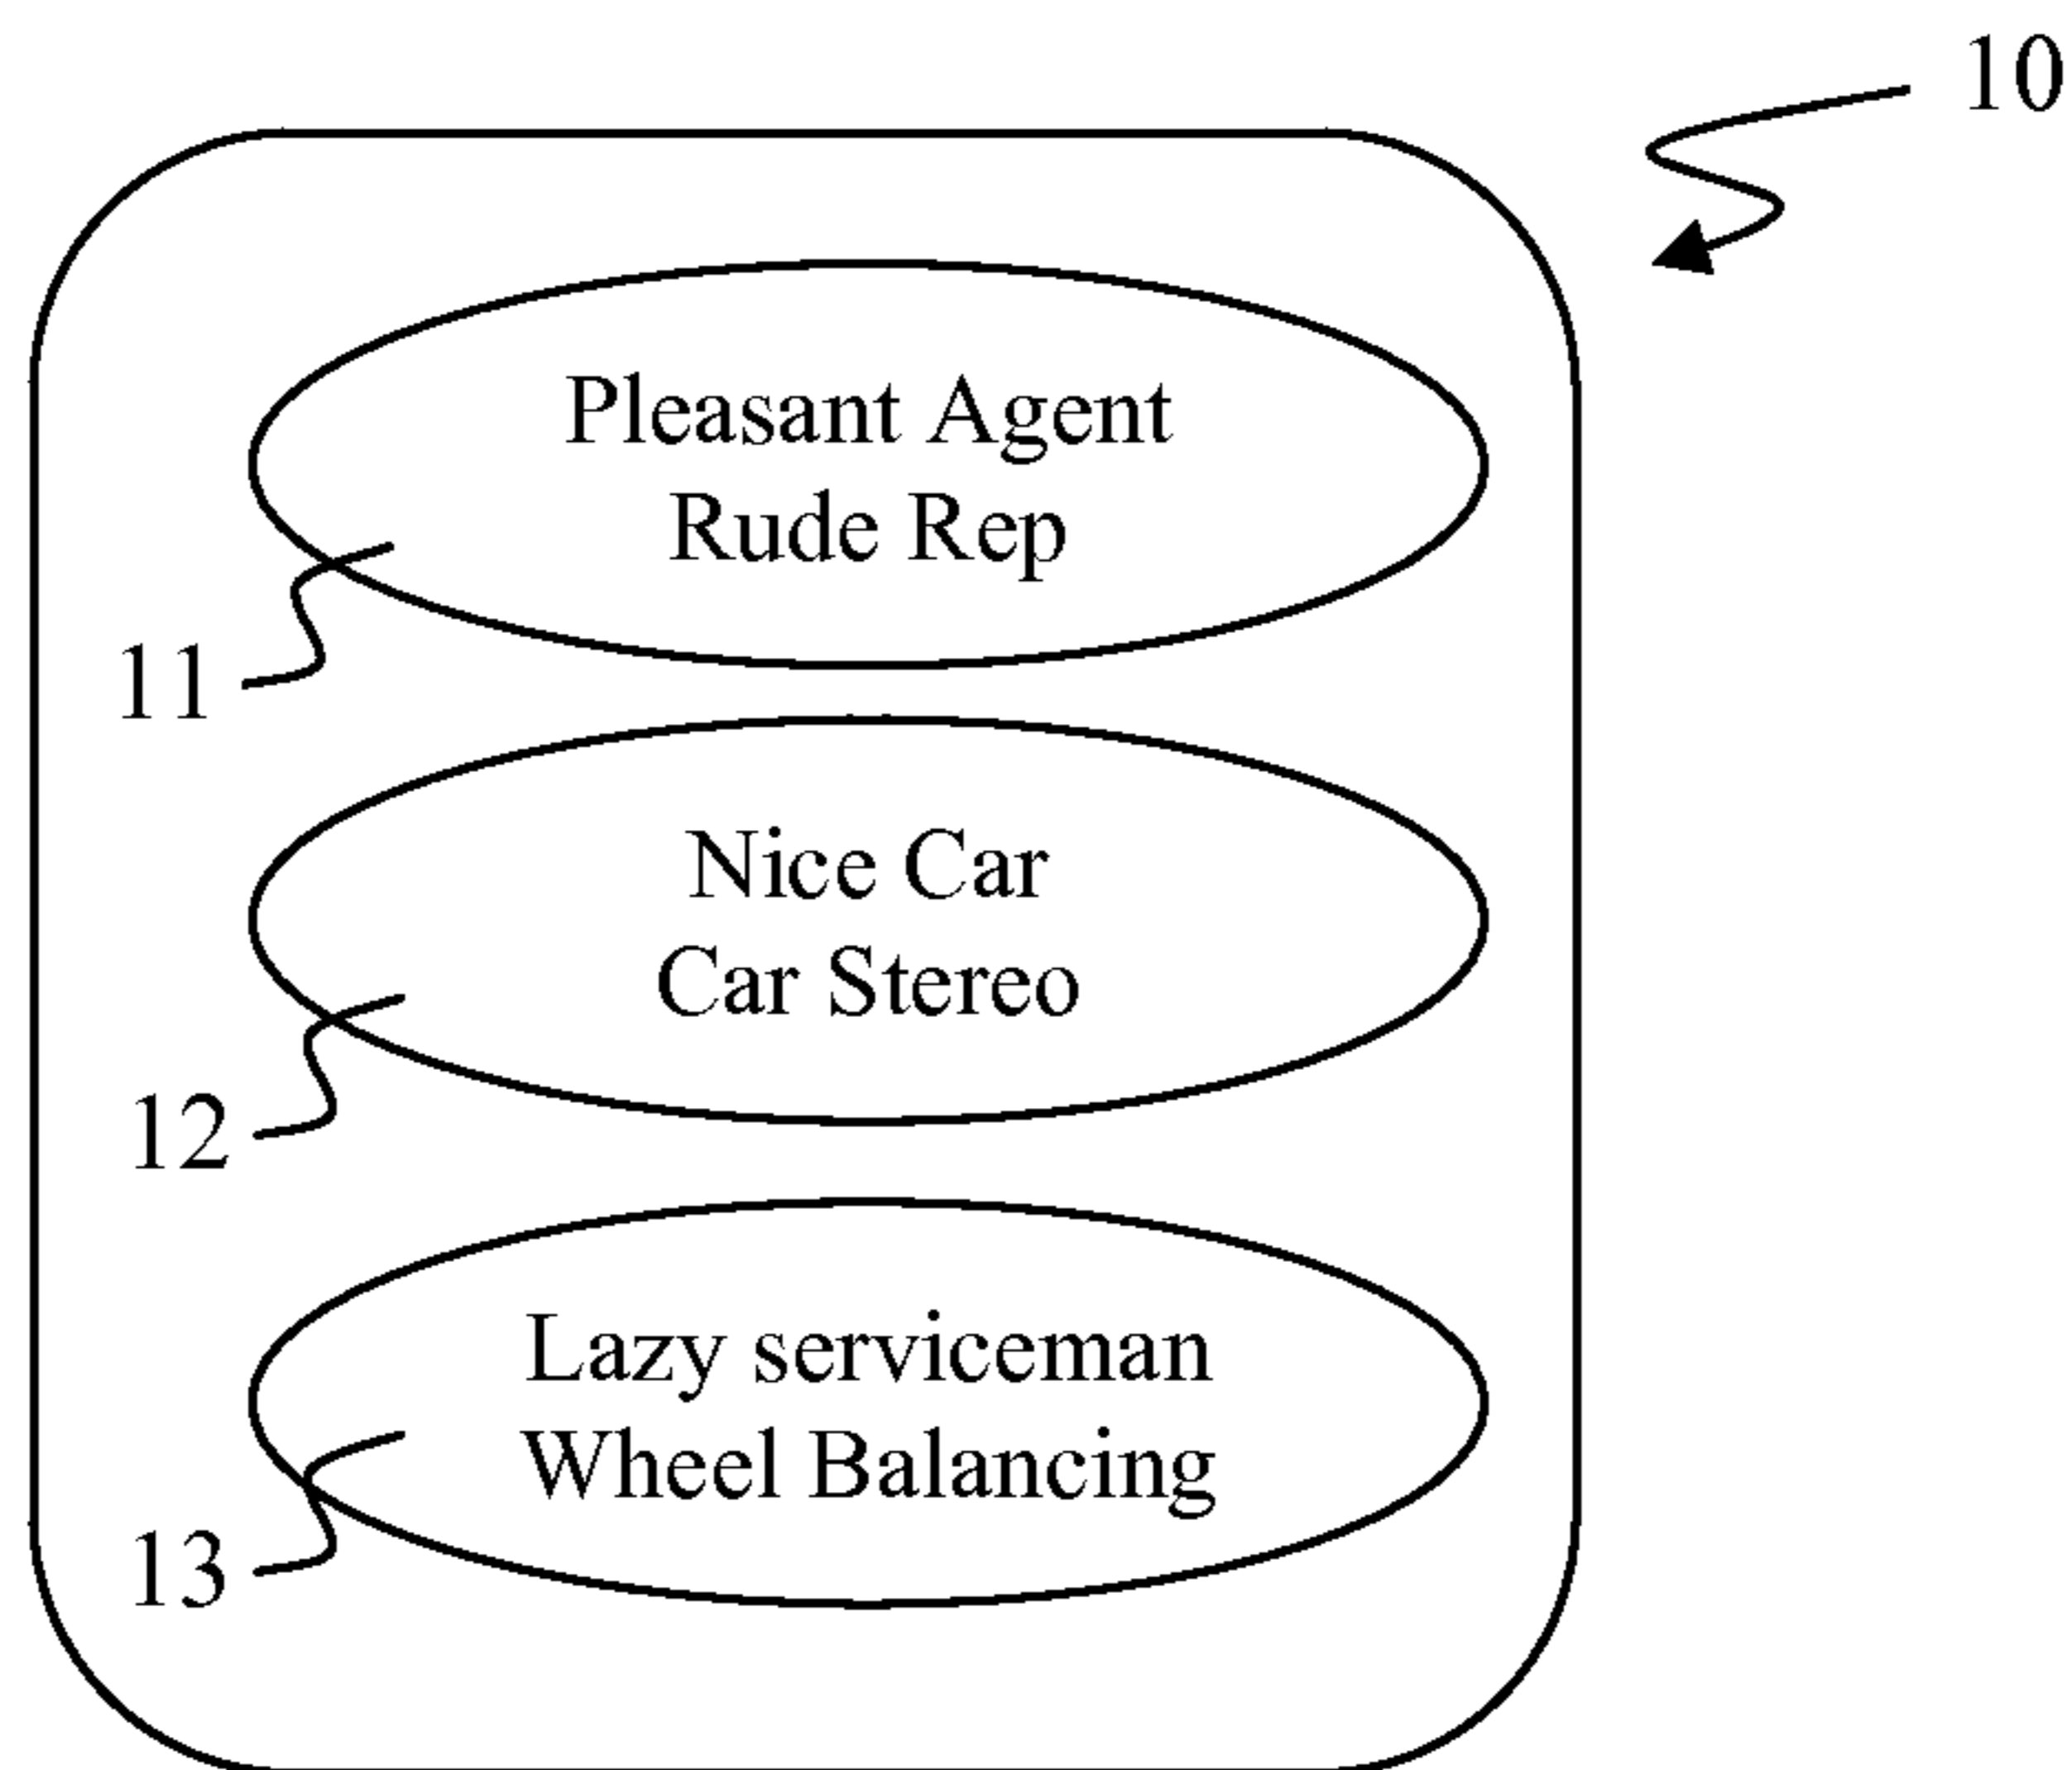 10
Pleasant Agent
Rude Rep
11
Nice Car
Car Stereo
12
Lazy serviceman
Wheel Balancing
13